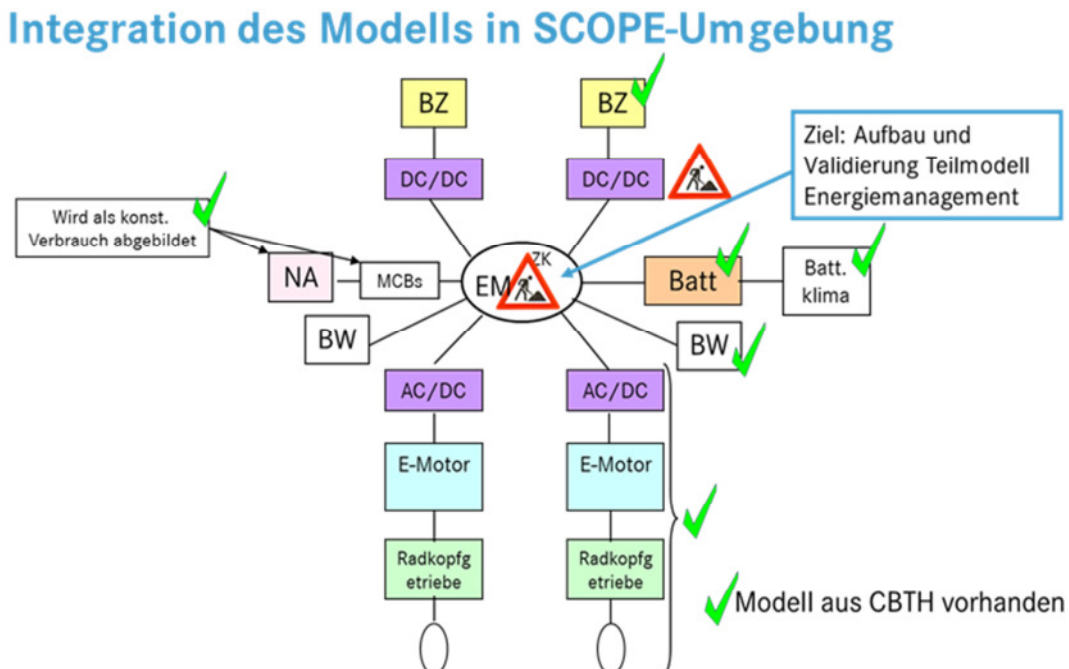 Integration des Modells in SCOPE-Umgebung
BZ
BZ
DC/DC
DC/DC
Ziel: Aufbau und
Validierung Teilmodell
Energiemanagement
Wird als konst.
Verbrauch abgebildet
NA
MCBs
EM
ZK
Batt
Batt.
klima
BW
BW
AC/DC
AC/DC
E-Motor
E-Motor
Radkopfg
etriebe
Radkopfg
etriebe
Modell aus CBTH vorhanden